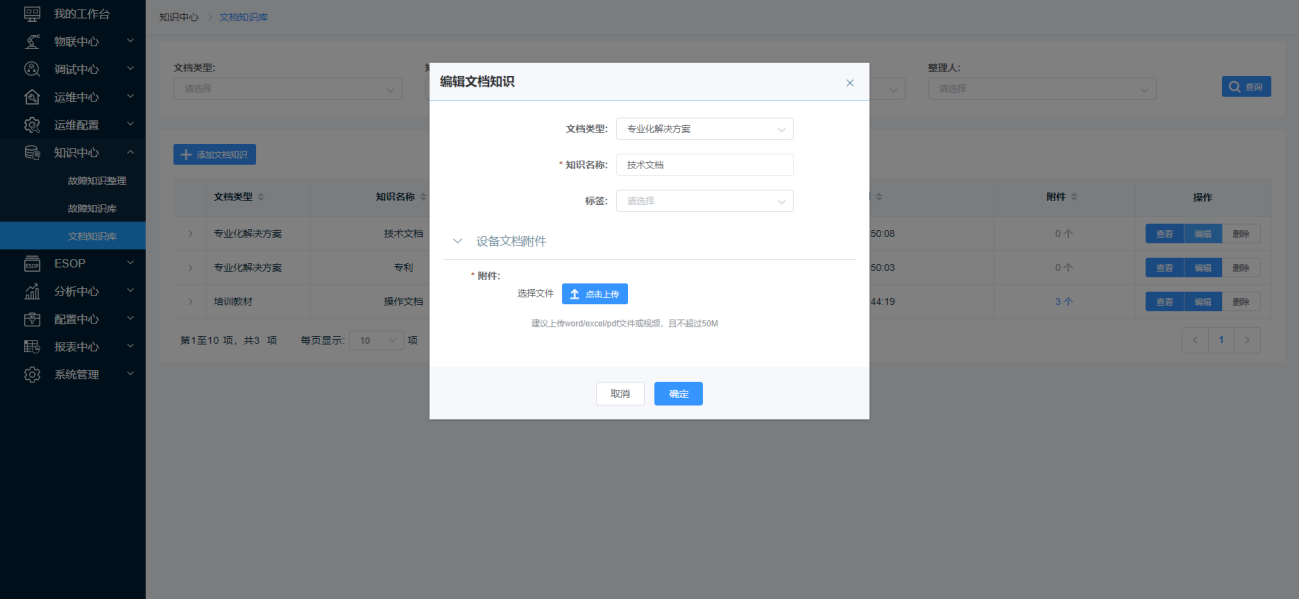 我的工作台
物联中心
调试中心
运维中心
运维配置
知识中心
故障知识整理
故障知识库
文档知识库
ESOP
分析中心
配置中心
报表中心
系统管理
知识中心 > 文档知识库
文档类型:
请选择
整理人:
请选择
查询
添加文档知识
文档类型 知识名称 附件 操作
专业化解决方案 技术文档 50:08 0 个 查看 编辑 删除
专业化解决方案 专利 50:03 0 个 查看 编辑 删除
培训教材 操作文档 44:19 3 个 查看 编辑 删除
第1至10 项，共3 项 每页显示: 10 项
< 1 >
编辑文档知识
文档类型: 专业化解决方案
* 知识名称: 技术文档
标签: 请选择
设备文档附件
* 附件:
选择文件 点击上传
建议上传word/excel/pdf文件或视频，且不超过50M
取消 确定